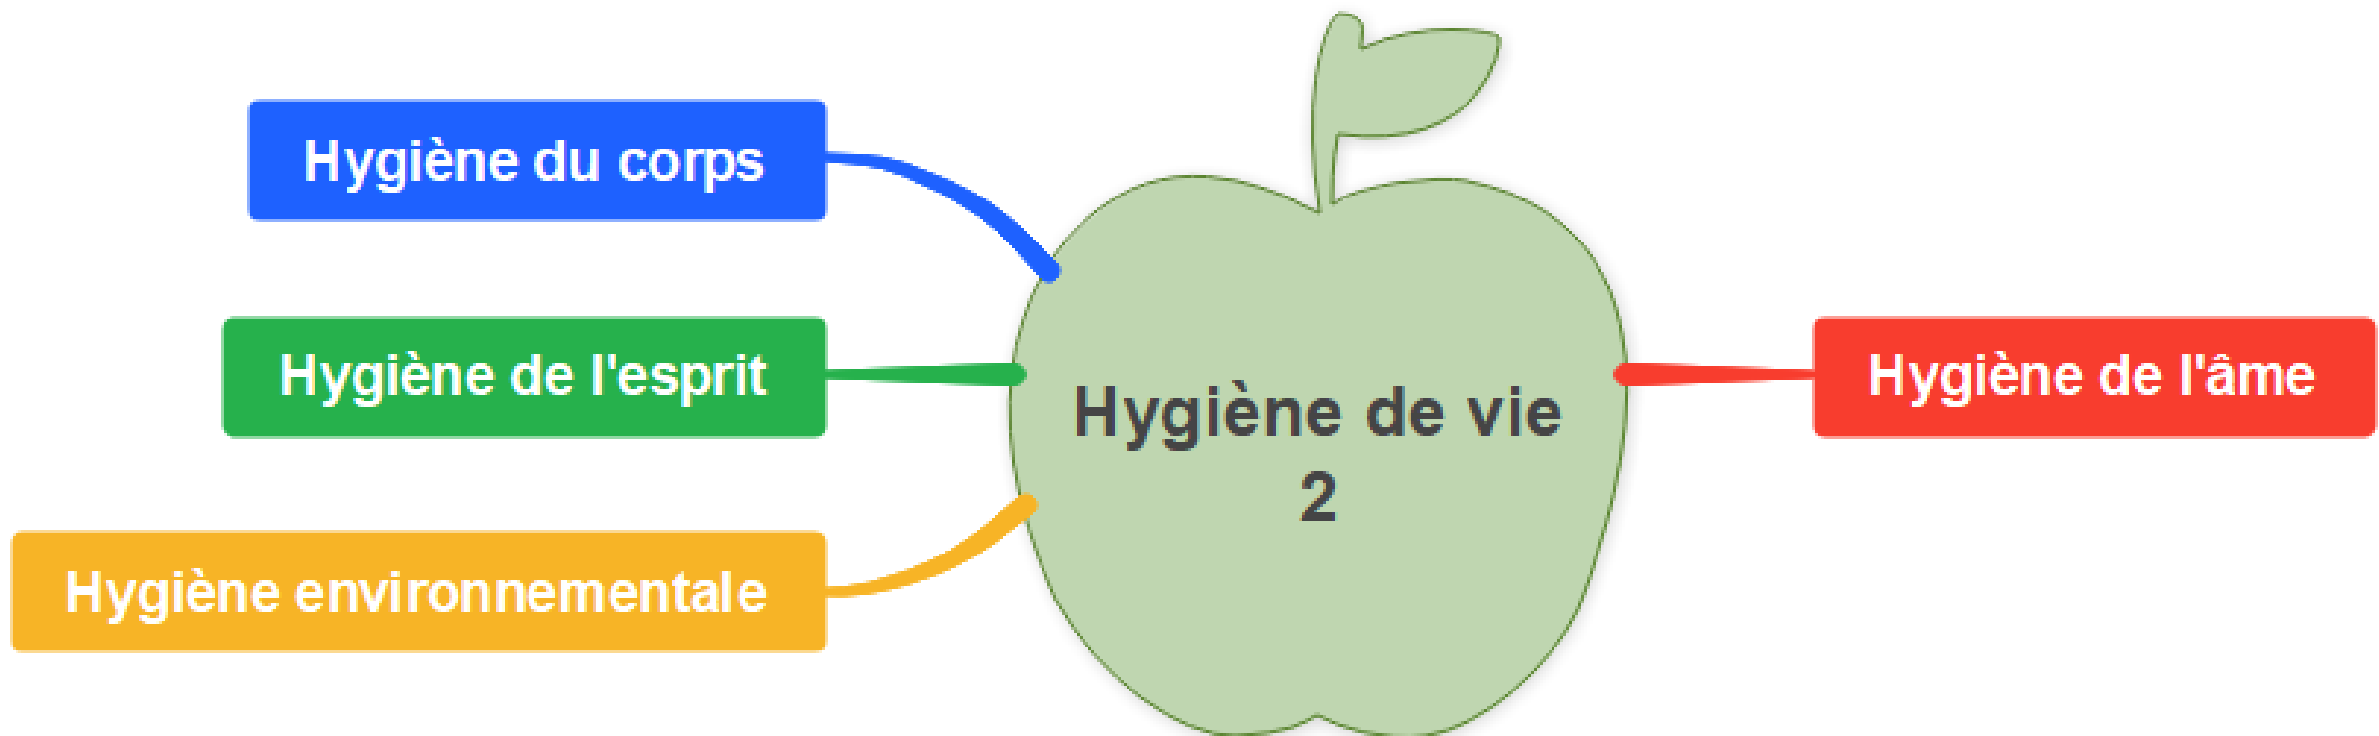 Hygiène du corps
Hygiène de l'esprit
Hygiène environnementale
Hygiène de vie
2
Hygiène de l'âme